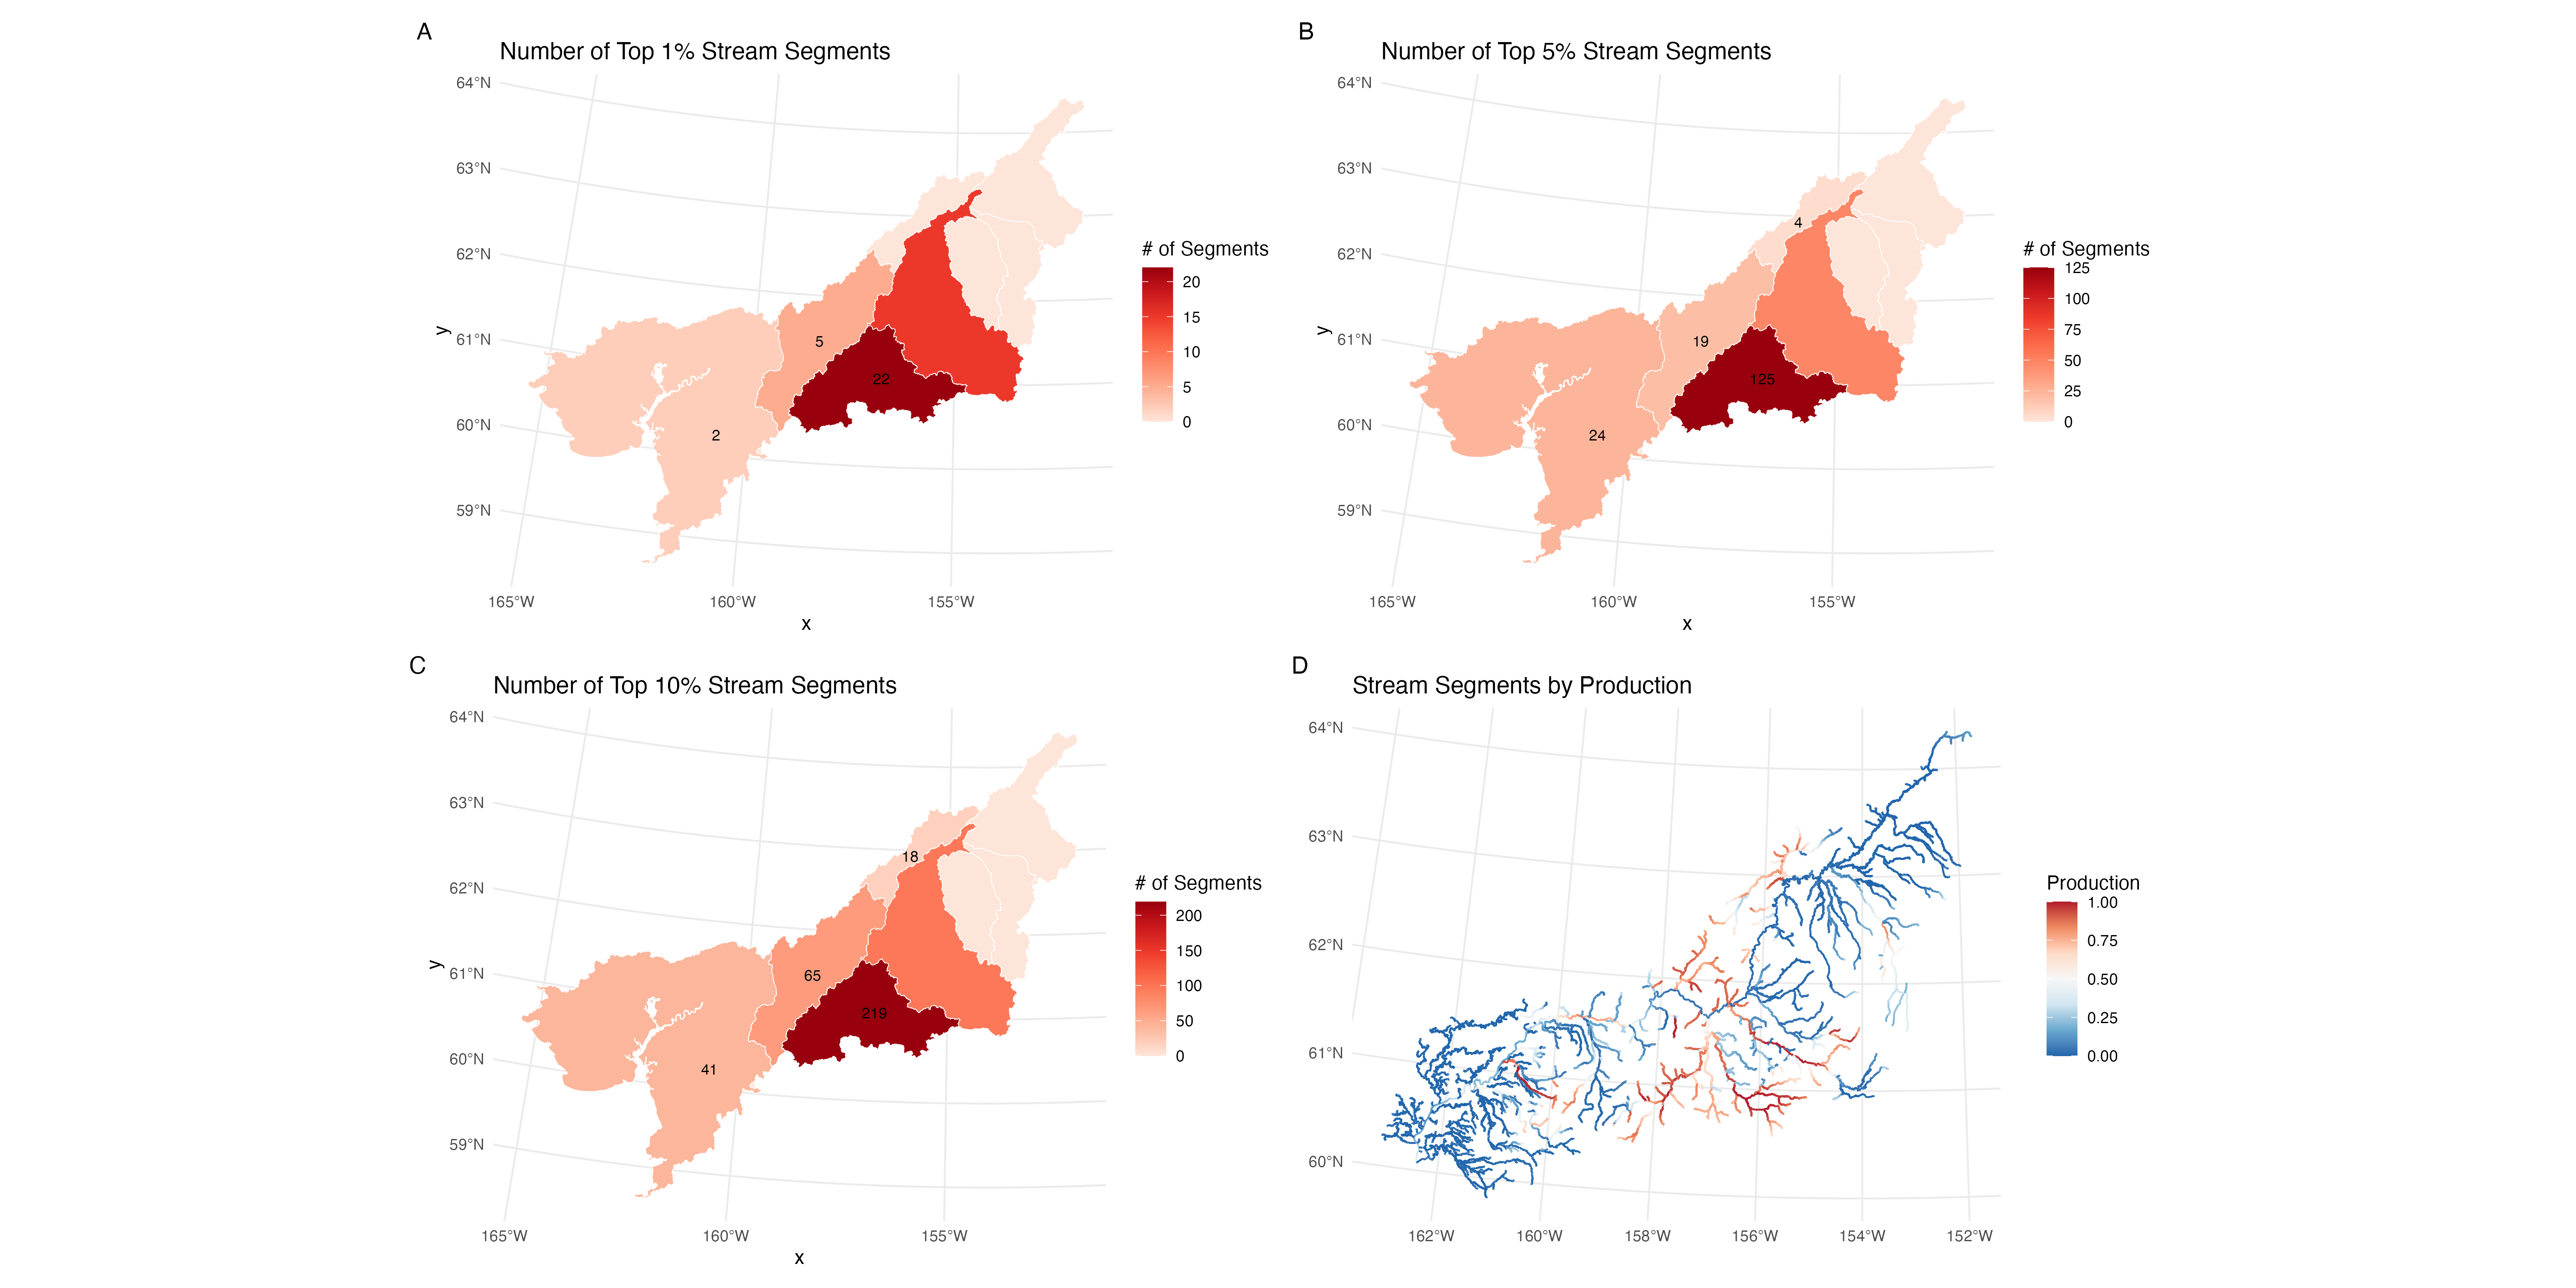 A
Number of Top 1% Stream Segments
64°N
63°N
62°N
61°N
60°N
59°N
y
5
22
2
165°W
160°W
155°W
x
# of Segments
20
15
10
5
0
B
Number of Top 5% Stream Segments
64°N
63°N
62°N
61°N
60°N
59°N
y
4
19
125
24
165°W
160°W
155°W
x
# of Segments
125
100
75
50
25
0
C
Number of Top 10% Stream Segments
64°N
63°N
62°N
61°N
60°N
59°N
y
18
65
219
41
165°W
160°W
155°W
x
# of Segments
200
150
100
50
0
D
Stream Segments by Production
64°N
63°N
62°N
61°N
60°N
162°W
160°W
158°W
156°W
154°W
152°W
Production
1.00
0.75
0.50
0.25
0.00